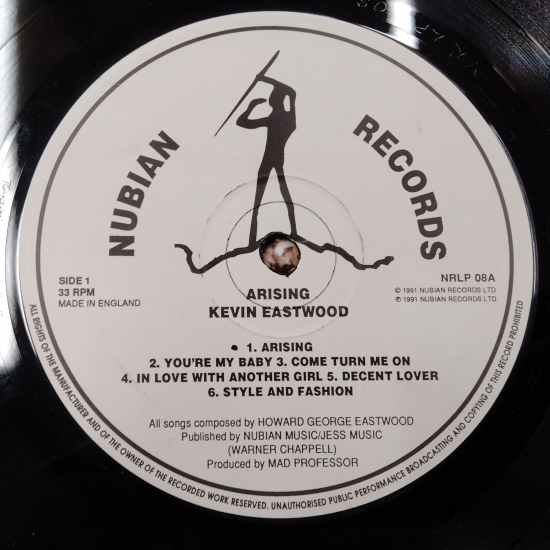 NUBIAN RECORDS
SIDE 1
33 RPM
MADE IN ENGLAND
NRLP 08A
© 1991 NUBIAN RECORDS LTD
℗ 1991 NUBIAN RECORDS LTD
ARISING
KEVIN EASTWOOD
1. ARISING
2. YOU'RE MY BABY 3. COME TURN ME ON
4. IN LOVE WITH ANOTHER GIRL 5. DECENT LOVER
6. STYLE AND FASHION
All songs composed by HOWARD GEORGE EASTWOOD
Published by NUBIAN MUSIC/JESS MUSIC
(WARNER CHAPPELL)
Produced by MAD PROFESSOR
ALL RIGHTS OF THE MANUFACTURER AND OF THE OWNER OF THE RECORDED WORK RESERVED, UNAUTHORISED PUBLIC PERFORMANCE BROADCASTING AND COPYING OF THIS RECORD PROHIBITED